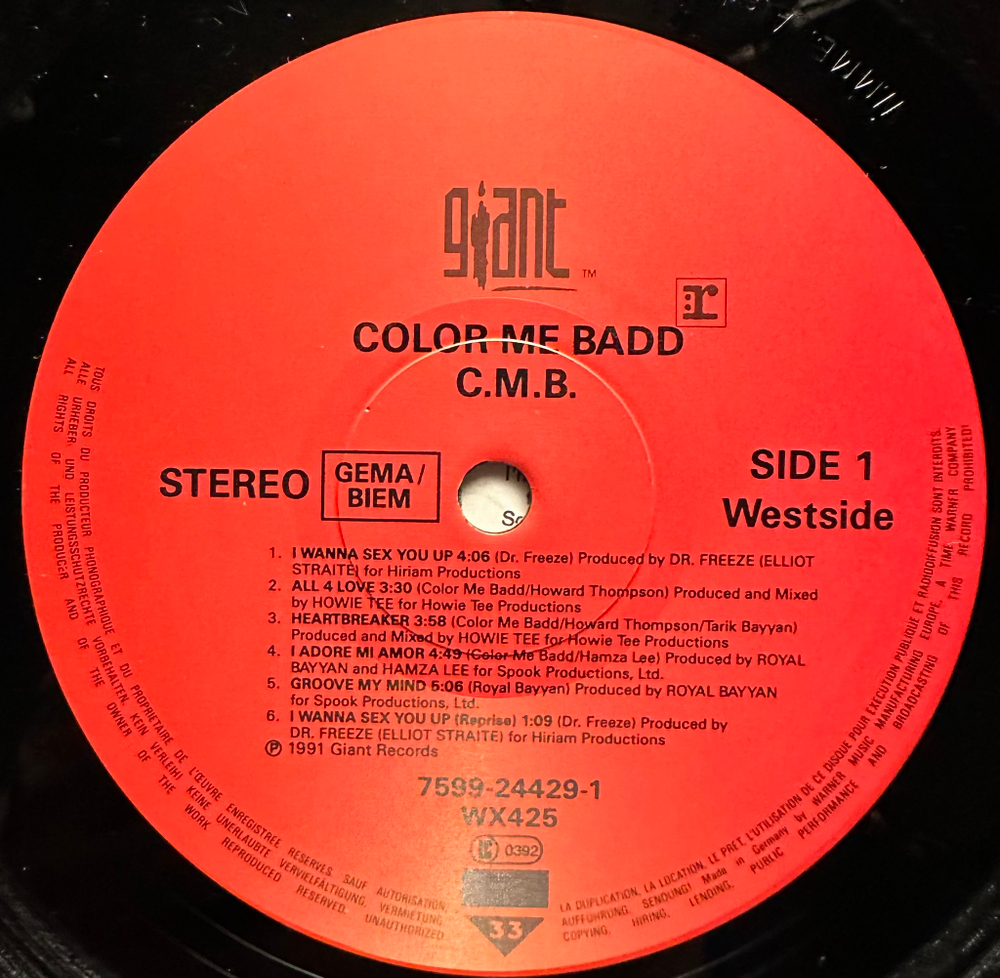 giant ™
r
COLOR ME BADD
C.M.B.
STEREO
GEMA/
BIEM
SIDE 1
Westside
1. I WANNA SEX YOU UP 4:06 (Dr. Freeze) Produced by DR. FREEZE (ELLIOT
STRAITE) for Hiriam Productions
2. ALL 4 LOVE 3:30 (Color Me Badd/Howard Thompson) Produced and Mixed
by HOWIE TEE for Howie Tee Productions
3. HEARTBREAKER 3:58 (Color Me Badd/Howard Thompson/Tarik Bayyan)
Produced and Mixed by HOWIE TEE for Howie Tee Productions
4. I ADORE MI AMOR 4:49 (Color Me Badd/Hamza Lee) Produced by ROYAL
BAYYAN and HAMZA LEE for Spook Productions, Ltd.
5. GROOVE MY MIND 5:06 (Royal Bayyan) Produced by ROYAL BAYYAN
for Spook Productions, Ltd.
6. I WANNA SEX YOU UP (Reprise) 1:09 (Dr. Freeze) Produced by
DR. FREEZE (ELLIOT STRAITE) for Hiriam Productions
℗ 1991 Giant Records
7599-24429-1
WX425
0392
33
TOUS DROITS DU PRODUCTEUR PHONOGRAPHIQUE ET DU PROPRIETAIRE DE L'ŒUVRE ENREGISTREE RESERVES. SAUF AUTORISATION,
LA DUPLICATION, LA LOCATION, LE PRET, L'UTILISATION DE CE DISQUE POUR EXECUTION PUBLIQUE ET RADIODIFFUSION SONT INTERDITS.
ALLE URHEBER- UND LEISTUNGSSCHUTZRECHTE VORBEHALTEN. KEIN VERLEIH! KEINE UNERLAUBTE VERVIELFÄLTIGUNG, VERMIETUNG,
AUFFÜHRUNG, SENDUNG! Made in Germany by WARNER MUSIC MANUFACTURING EUROPE, A TIME WARNER COMPANY
ALL RIGHTS OF THE PRODUCER AND OF THE OWNER OF THE WORK REPRODUCED RESERVED. UNAUTHORIZED
COPYING, HIRING, LENDING, PUBLIC PERFORMANCE AND BROADCASTING OF THIS RECORD PROHIBITED!